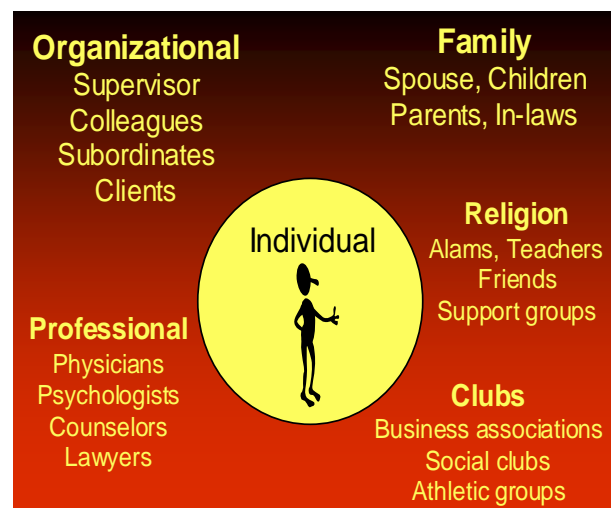 Organizational
Supervisor
Colleagues
Subordinates
Clients
Family
Spouse, Children
Parents, In-laws
Individual
Religion
Alams, Teachers
Friends
Support groups
Professional
Physicians
Psychologists
Counselors
Lawyers
Clubs
Business associations
Social clubs
Athletic groups